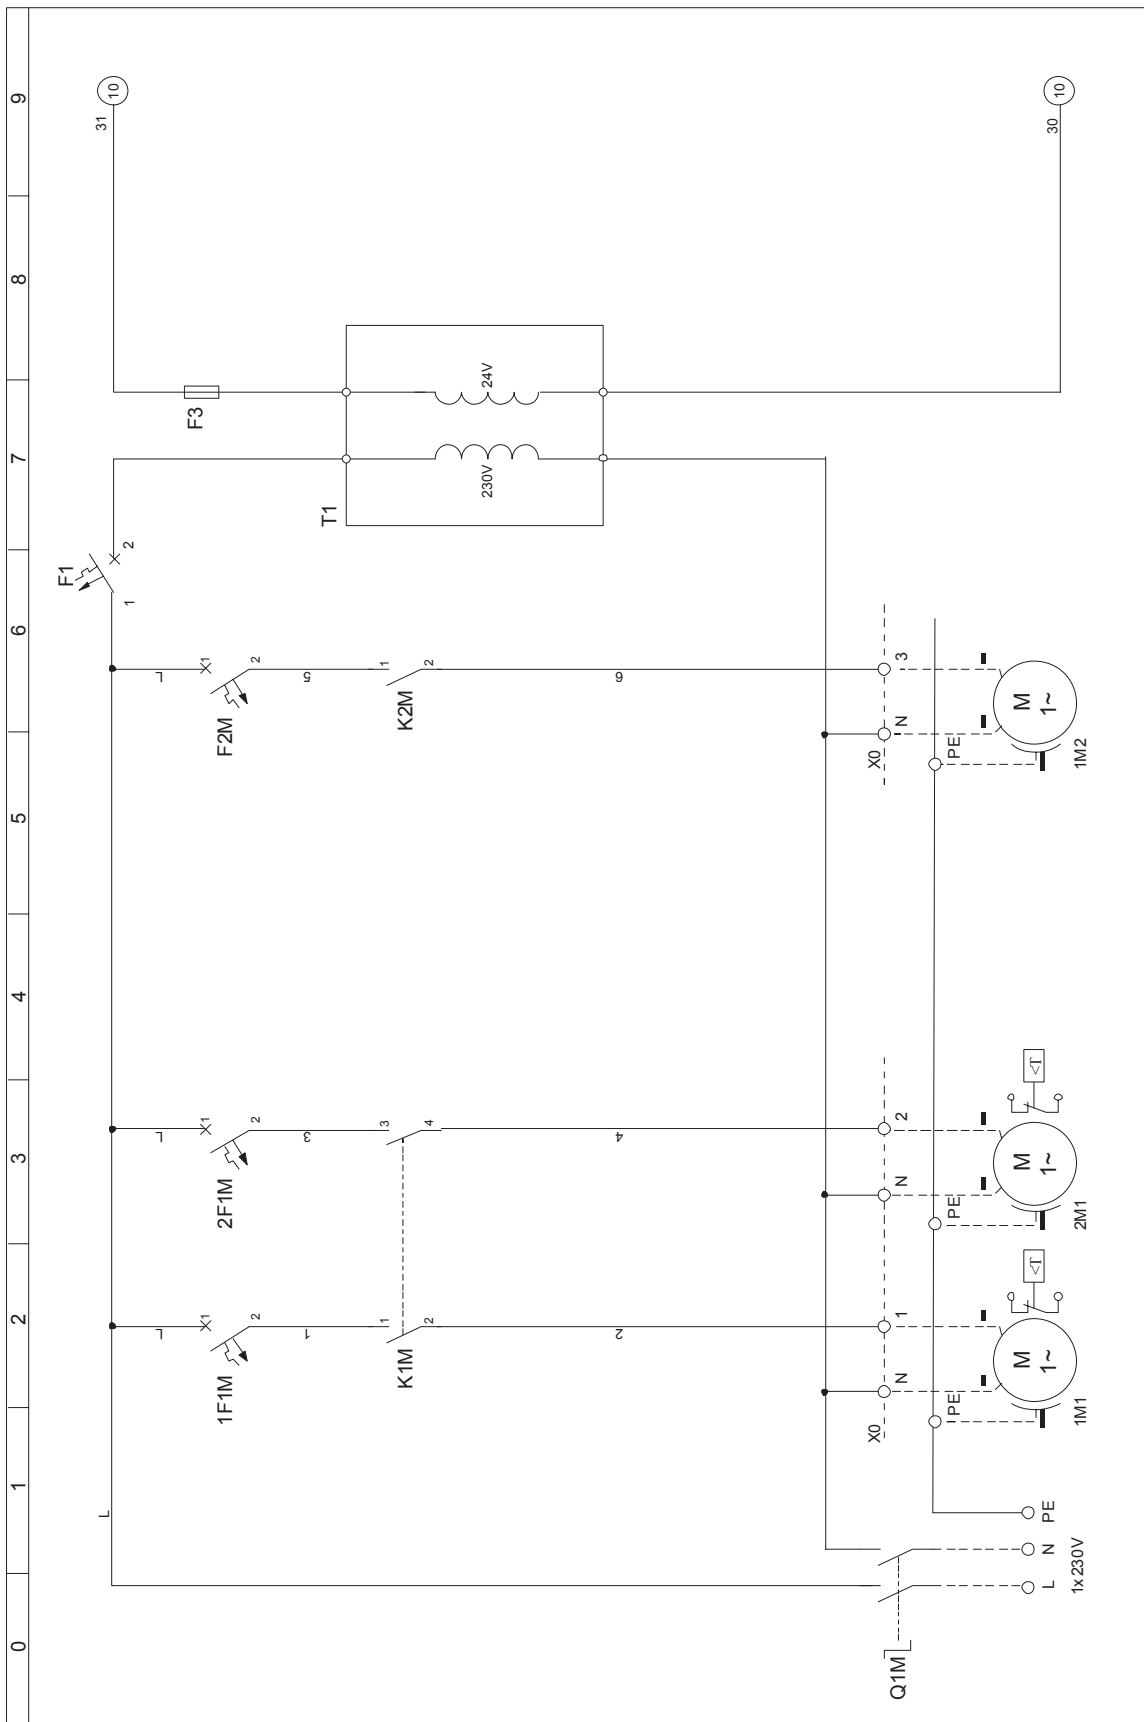 0 1 2 3 4 5 6 7 8 9
L
F1
1 2
31 10
L 1 2 1F1M
L 1 2 2F1M
L 1 2 F2M
F3
1 3 5
1 2 K1M
3 4
1 2 K2M
T1
230V 24V
2 4 6
Q1M
X0 N 1 N 2
X0 N 3
PE PE PE
M 1~ <T
M 1~ <T
M 1~
1M1 2M1 1M2
L N PE
1x230V
30 10